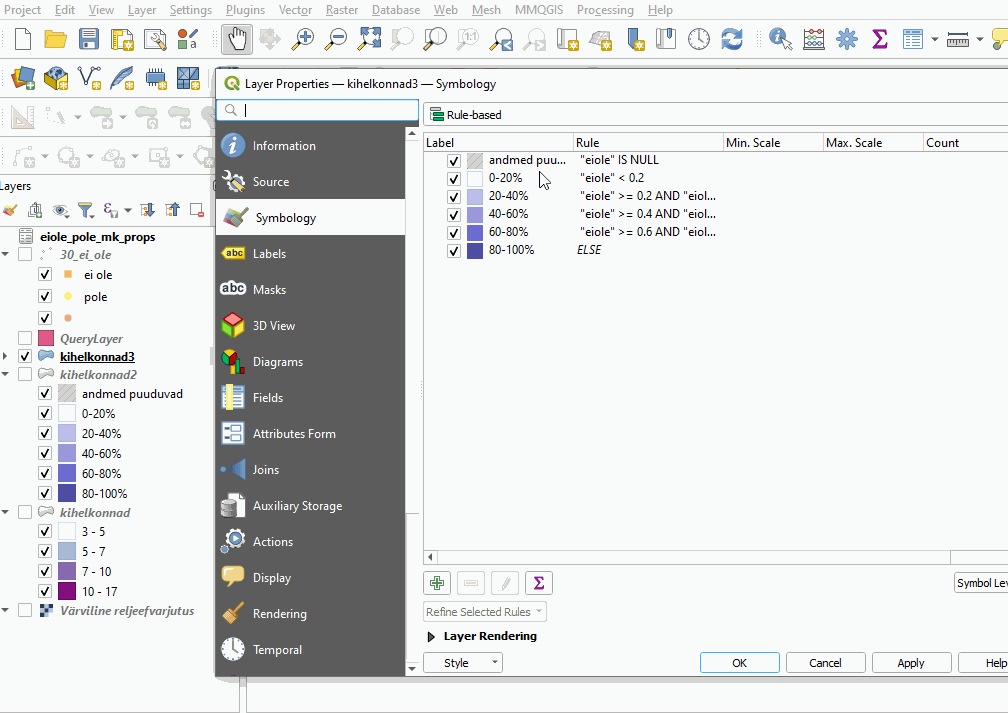 Project Edit View Layer Settings Plugins Vector Raster Database Web Mesh MMQGIS Processing Help
Layer Properties — kihelkonnad3 — Symbology
Layers
eiole_pole_mk_props
30_ei_ole
ei ole
pole
QueryLayer
kihelkonnad3
kihelkonnad2
andmed puuduvad
0-20%
20-40%
40-60%
60-80%
80-100%
kihelkonnad
3 - 5
5 - 7
7 - 10
10 - 17
Värviline reljeefvarjutus
Information
Source
Symbology
abc Labels
abc Masks
3D View
Diagrams
Fields
Attributes Form
Joins
Auxiliary Storage
Actions
Display
Rendering
Temporal
Rule-based
Label Rule Min. Scale Max. Scale Count
andmed puu... "eiole" IS NULL
0-20% "eiole" < 0.2
20-40% "eiole" >= 0.2 AND "eiol...
40-60% "eiole" >= 0.4 AND "eiol...
60-80% "eiole" >= 0.6 AND "eiol...
80-100% ELSE
Symbol Lev
Refine Selected Rules
Layer Rendering
Style OK Cancel Apply Help